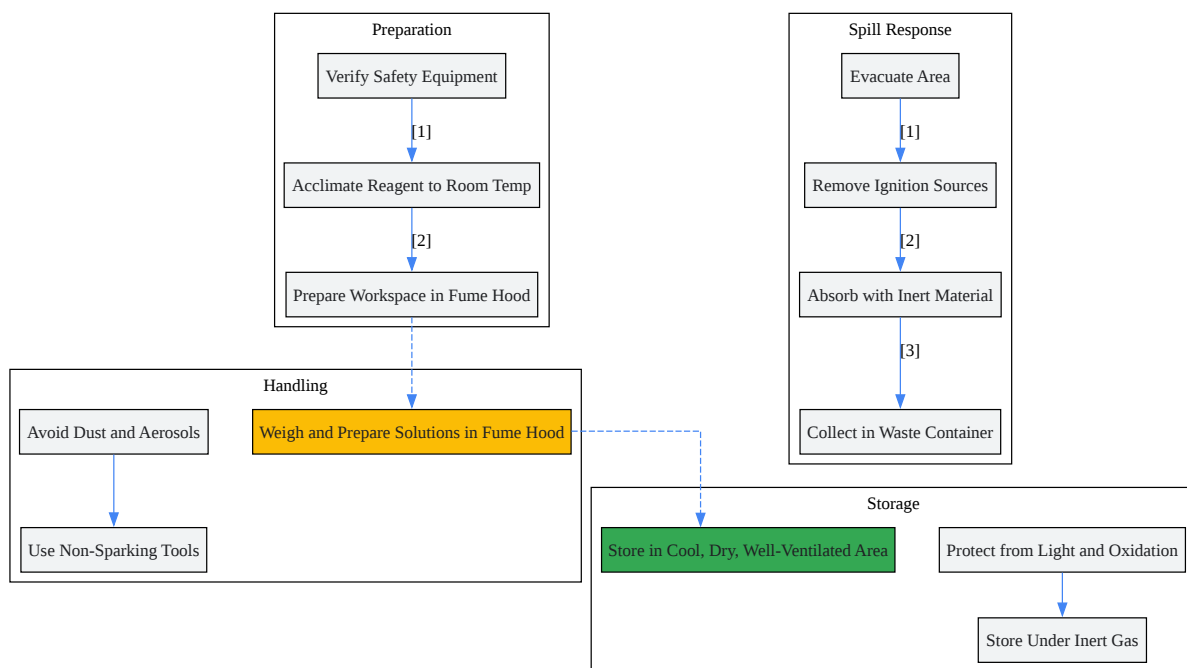 Preparation
Verify Safety Equipment
[1]
Acclimate Reagent to Room Temp
[2]
Prepare Workspace in Fume Hood
Spill Response
Evacuate Area
[1]
Remove Ignition Sources
[2]
Absorb with Inert Material
[3]
Collect in Waste Container
Handling
Avoid Dust and Aerosols
Weigh and Prepare Solutions in Fume Hood
Use Non-Sparking Tools
Storage
Store in Cool, Dry, Well-Ventilated Area
Protect from Light and Oxidation
Store Under Inert Gas